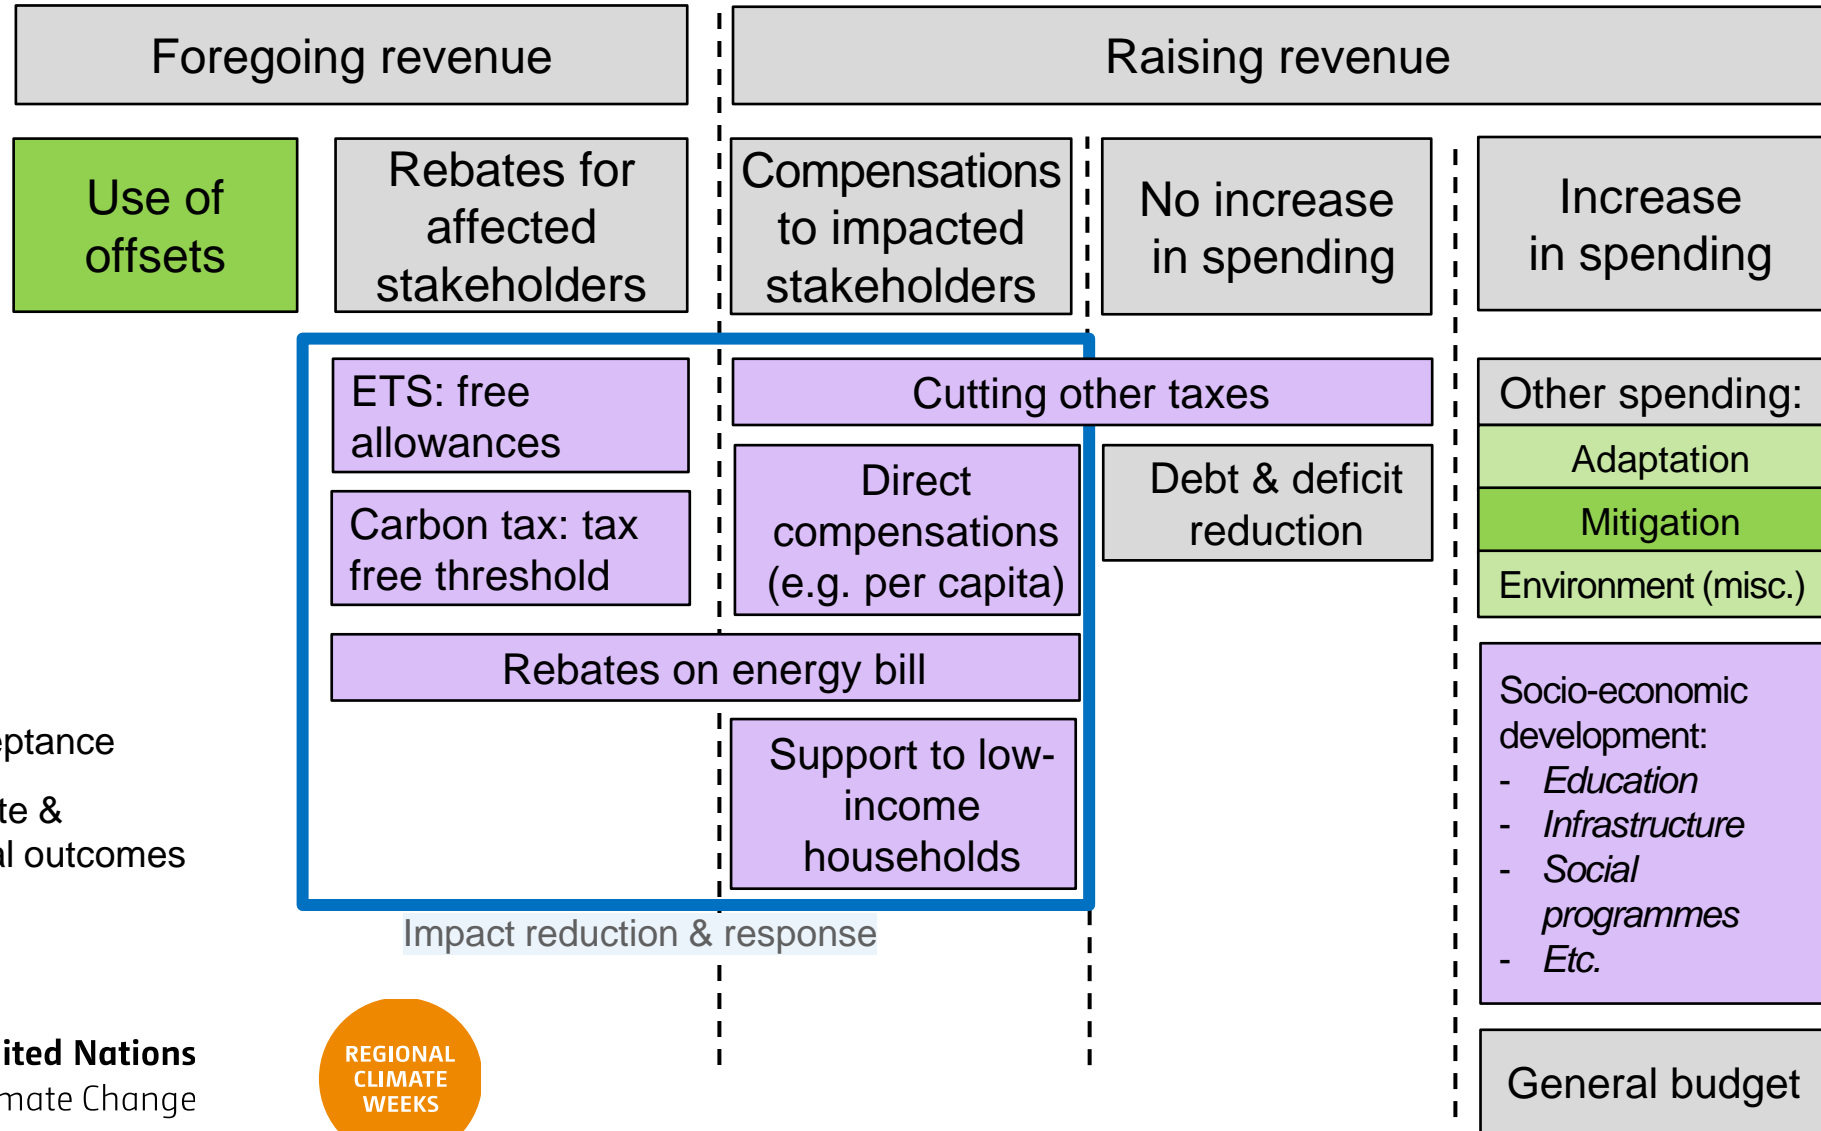 Foregoing revenue
Raising revenue
Use of
offsets
Rebates for
affected
stakeholders
Compensations
to impacted
stakeholders
No increase
in spending
Increase
in spending
ETS: free
allowances
Carbon tax: tax
free threshold
Cutting other taxes
Direct
compensations
(e.g. per capita)
Debt & deficit
reduction
Rebates on energy bill
Support to low-
income
households
Impact reduction & response
Other spending:
Adaptation
Mitigation
Environment (misc.)
Socio-economic
development:
- Education
- Infrastructure
- Social
programmes
- Etc.
General budget
&
outcomes
Nations
Change
REGIONAL
CLIMATE
WEEKS